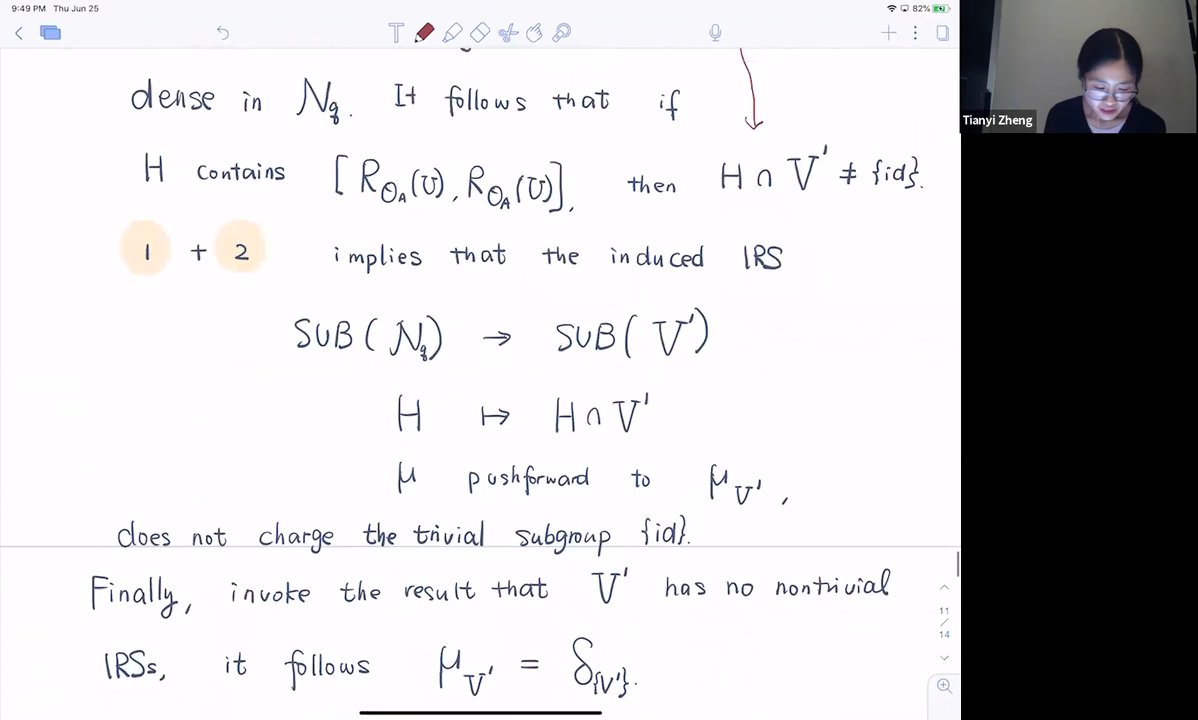 9:49 PM Thu Jun 25
82%
dense in N_q. It follows that if
H contains [R_{O_A}(U), R_{O_A}(U)], then H ∩ V' ≠ {id}.
1 + 2 implies that the induced IRS
SUB(N_q) → SUB(V')
H ↦ H ∩ V'
μ pushforward to μ_{V'},
does not charge the trivial subgroup {id}.
Finally, invoke the result that V' has no nontrivial
IRSs, it follows μ_{V'} = δ_{{V'}}.
11
/
14
Tianyi Zheng